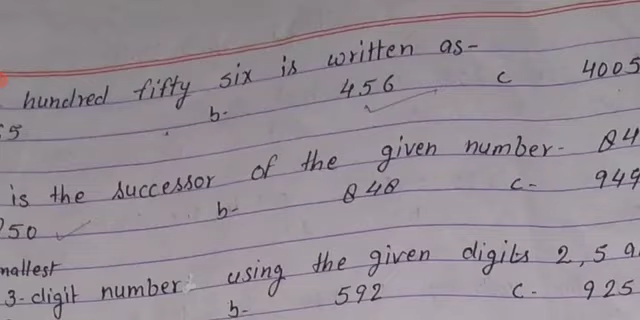 hundred fifty six is written as-
5 b- 456 c 4005
is the successor of the given number- 84
50 b- 848 c- 949
mallest
3-digit number using the given digits 2, 5 a
b- 592 c- 925